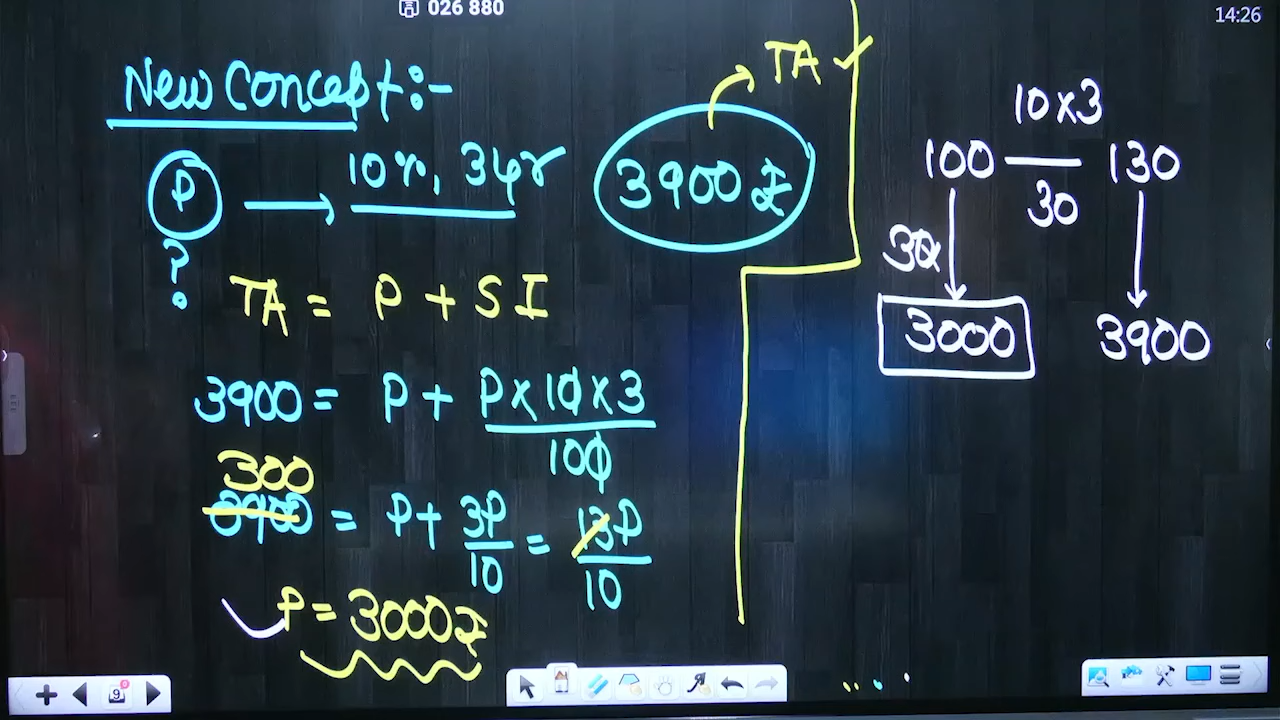 026 880
14:26
New Concept:-
P → 10%, 3yr 3900₹ → TA ✓
?
TA = P + SI
3900 = P + P×10×3/100
300
3900 = P + 3P/10 = 13P/10
P = 3000₹
10×3
100 — 130
30
30x
3000 3900
9